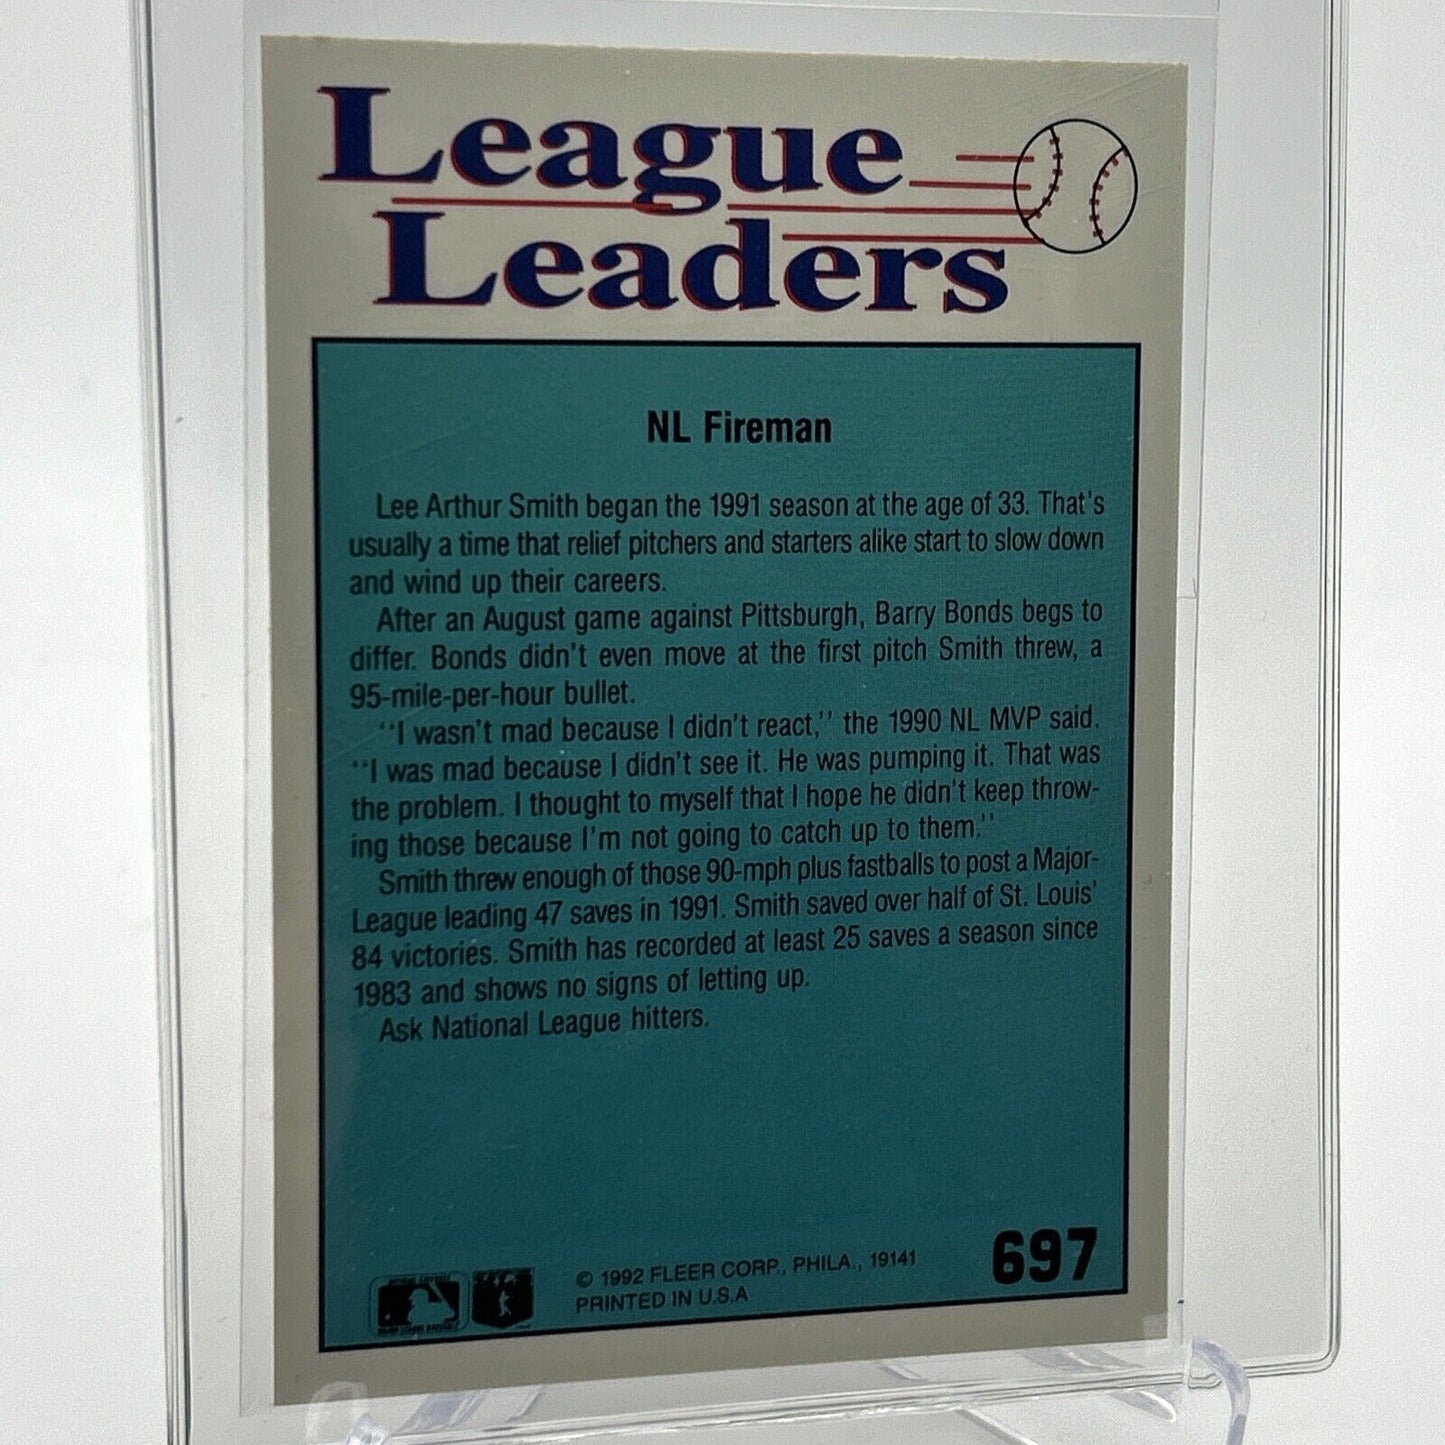 League
Leaders
NL Fireman
Lee Arthur Smith began the 1991 season at the age of 33. That's
usually a time that relief pitchers and starters alike start to slow down
and wind up their careers.
After an August game against Pittsburgh, Barry Bonds begs to
differ. Bonds didn't even move at the first pitch Smith threw, a
95-mile-per-hour bullet.
''I wasn't mad because I didn't react,'' the 1990 NL MVP said.
''I was mad because I didn't see it. He was pumping it. That was
the problem. I thought to myself that I hope he didn't keep throw-
ing those because I'm not going to catch up to them.''
Smith threw enough of those 90-mph plus fastballs to post a Major-
League leading 47 saves in 1991. Smith saved over half of St. Louis'
84 victories. Smith has recorded at least 25 saves a season since
1983 and shows no signs of letting up.
Ask National League hitters.
© 1992 FLEER CORP., PHILA., 19141
PRINTED IN U.S.A
697